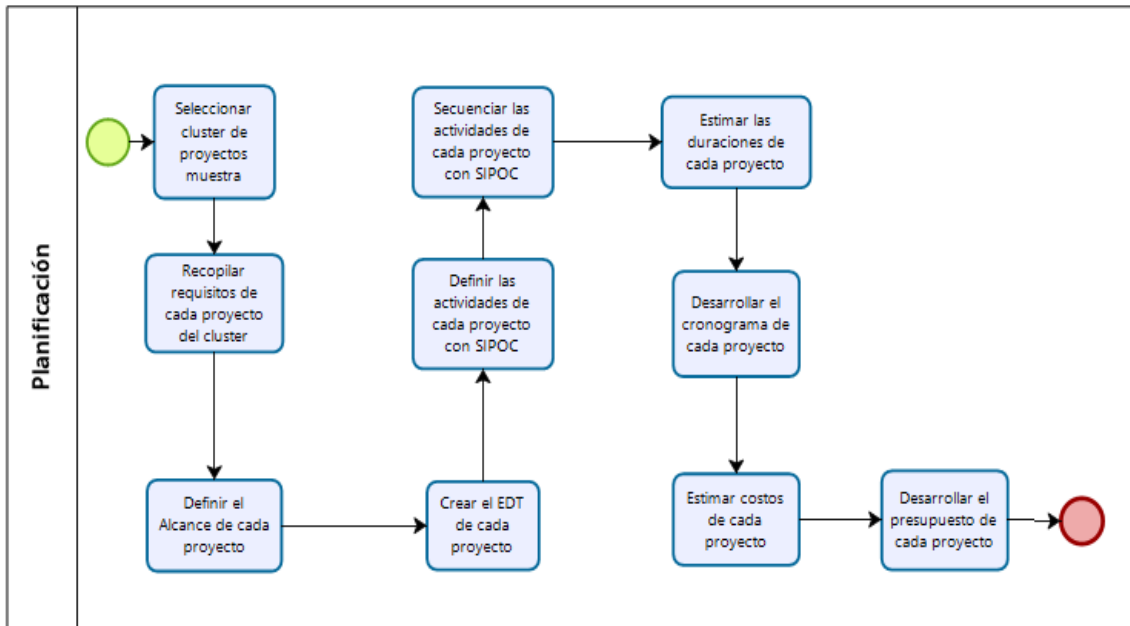 Planificación
Seleccionar
cluster de
proyectos
muestra
Recopilar
requisitos de
cada proyecto
del cluster
Definir el
Alcance de cada
proyecto
Crear el EDT
de cada
proyecto
Definir las
actividades de
cada proyecto
con SIPOC
Secuenciar las
actividades de
cada proyecto
con SIPOC
Estimar las
duraciones de
cada proyecto
Desarrollar el
cronograma de
cada proyecto
Estimar costos
de cada
proyecto
Desarrollar el
presupuesto de
cada proyecto